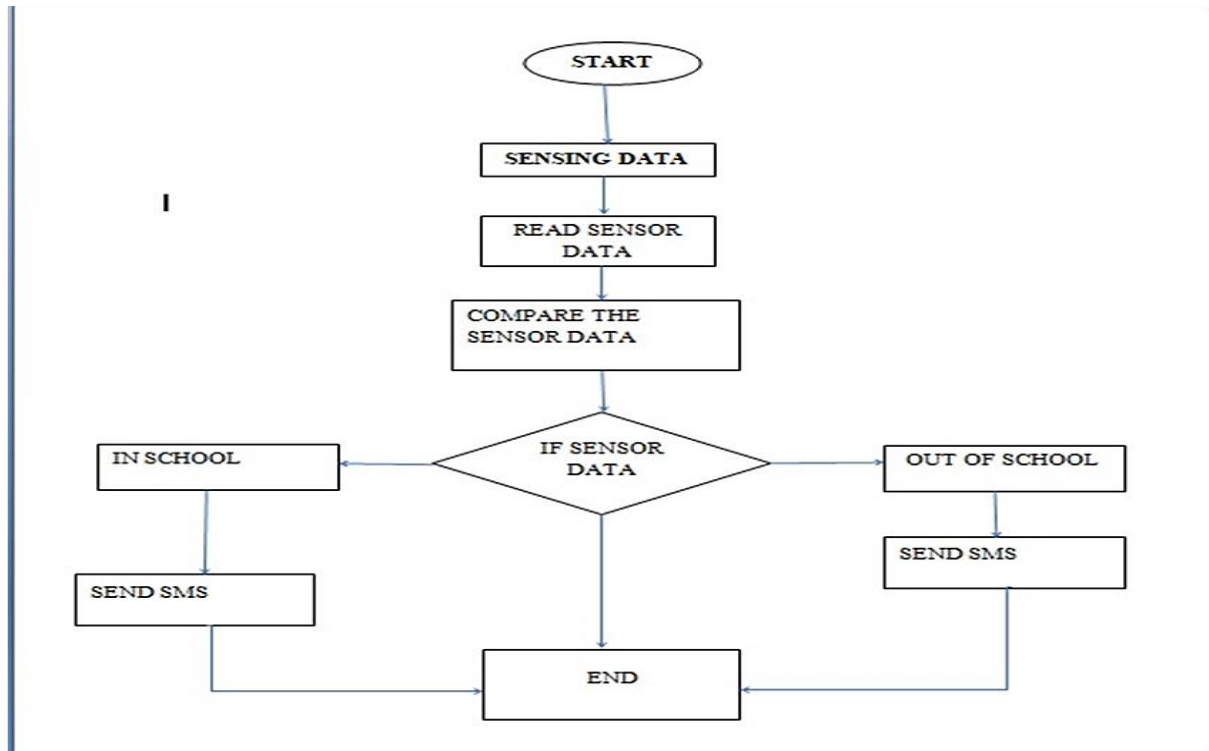 START
SENSING DATA
READ SENSOR
DATA
COMPARE THE
SENSOR DATA
IF SENSOR
DATA
IN SCHOOL
OUT OF SCHOOL
SEND SMS
SEND SMS
END